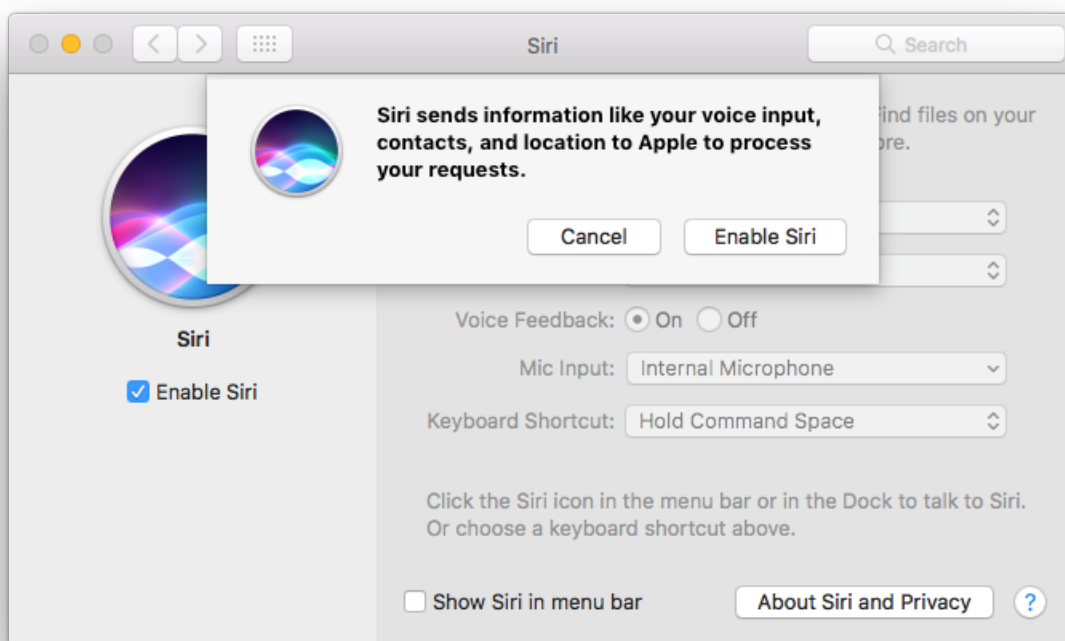 Siri
Search
Siri sends information like your voice input,
contacts, and location to Apple to process
your requests.
find files on your
Cancel
Enable Siri
Siri
Enable Siri
Voice Feedback: On Off
Mic Input: Internal Microphone
Keyboard Shortcut: Hold Command Space
Click the Siri icon in the menu bar or in the Dock to talk to Siri.
Or choose a keyboard shortcut above.
Show Siri in menu bar
About Siri and Privacy
?